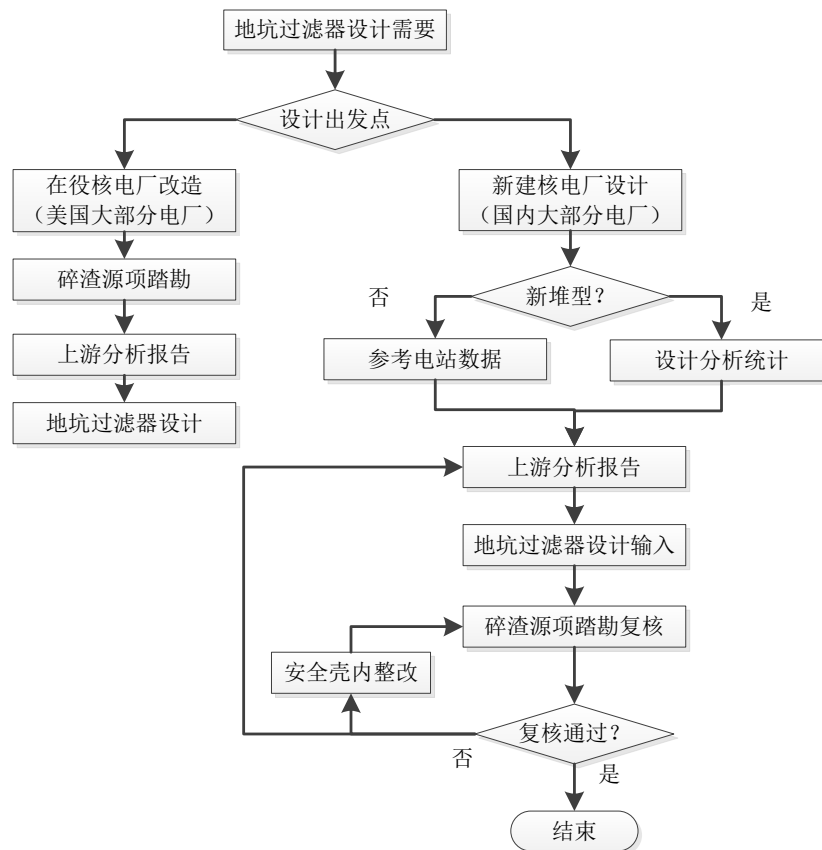 地坑过滤器设计需要
设计出发点
在役核电厂改造
（美国大部分电厂）
碎渣源项踏勘
上游分析报告
地坑过滤器设计
新建核电厂设计
（国内大部分电厂）
新堆型？
否
是
参考电站数据
设计分析统计
上游分析报告
地坑过滤器设计输入
碎渣源项踏勘复核
安全壳内整改
复核通过？
否
是
结束